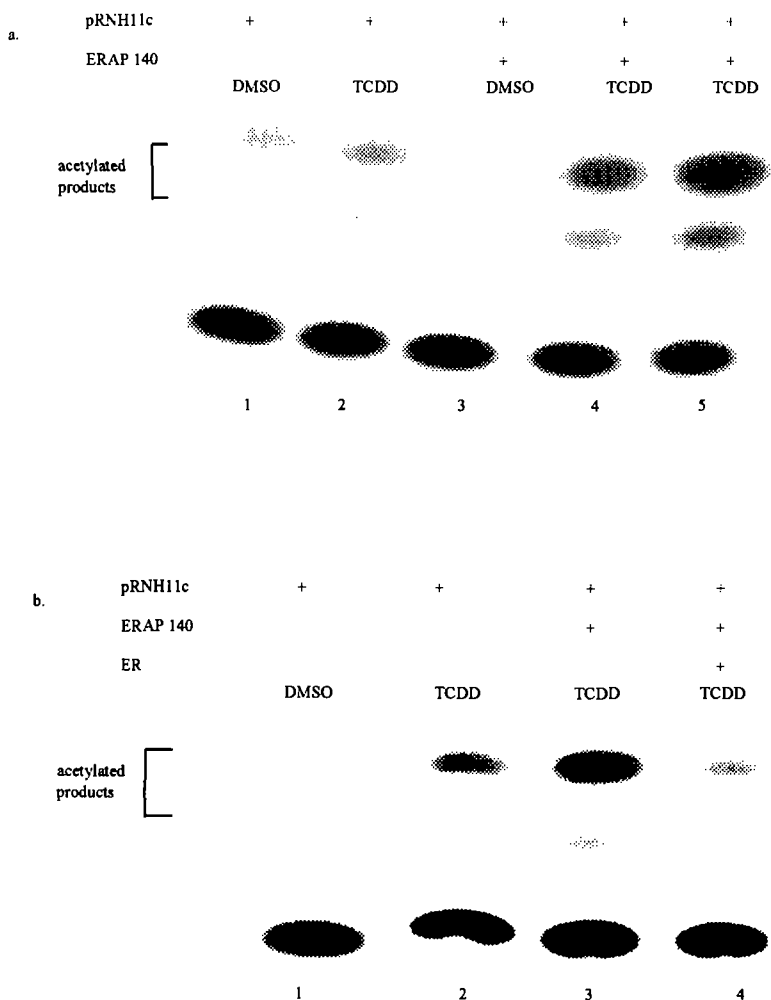 a.
pRNH11c + + + + +
ERAP 140 + + +
DMSO TCDD DMSO TCDD TCDD
acetylated
products
1 2 3 4 5
b.
pRNH11c + + + +
ERAP 140 + +
ER +
DMSO TCDD TCDD TCDD
acetylated
products
1 2 3 4